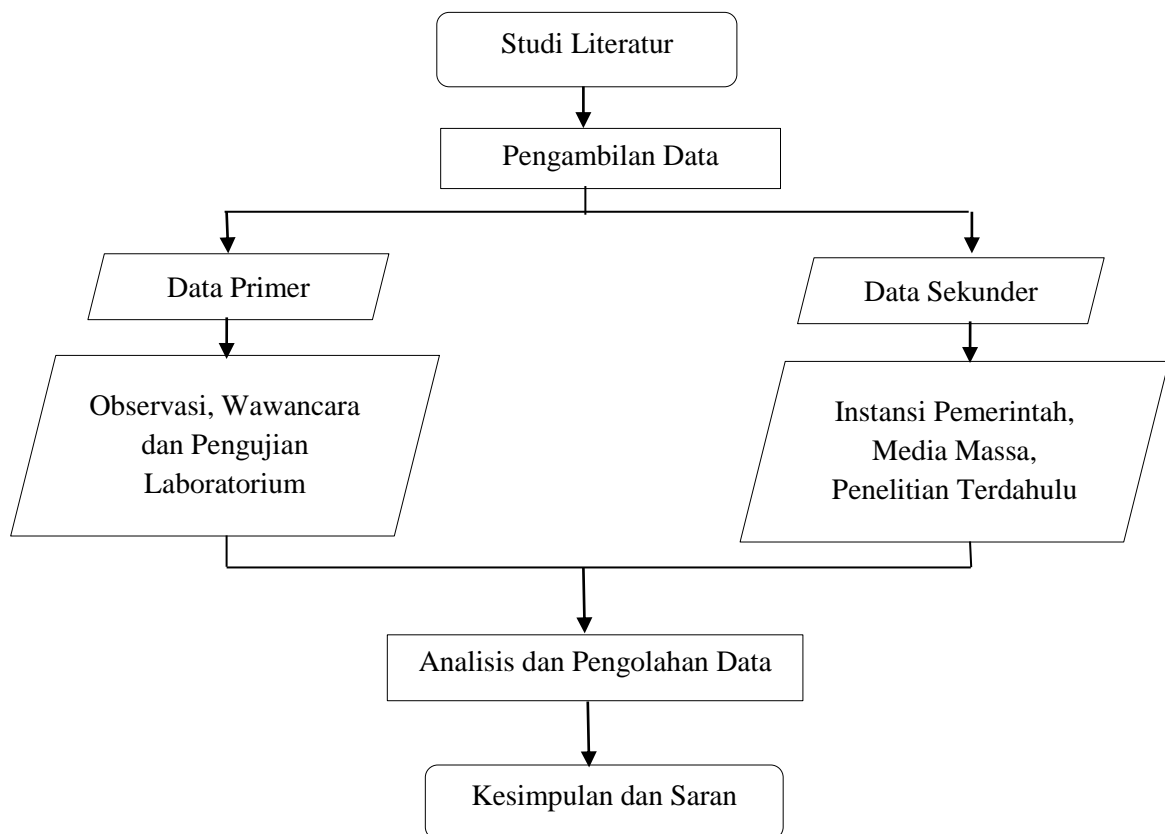 Studi Literatur
Pengambilan Data
Data Primer
Data Sekunder
Observasi, Wawancara
dan Pengujian
Laboratorium
Instansi Pemerintah,
Media Massa,
Penelitian Terdahulu
Analisis dan Pengolahan Data
Kesimpulan dan Saran